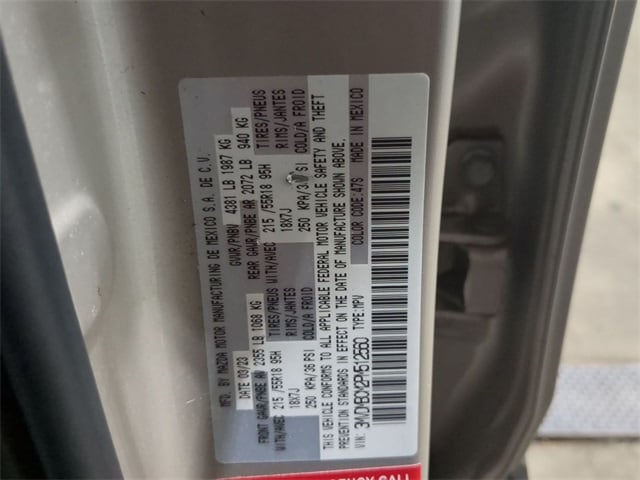 MFD. BY MAZDA MOTOR MANUFACTURING DE MEXICO S.A. DE C.V.
DATE 03/23 GVWR/PNBV 4381 LB 1987 KG
FRONT GAWR/PNBE AV 2355 LB 1068 KG REAR GAWR/PNBE AR 2072 LB 940 KG
WITH/AVEC TIRES/PNEUS WITH/AVEC TIRES/PNEUS
215/55R18 95H RIMS/JANTES 215/55R18 95H RIMS/JANTES
18X7J COLD/A FROID 18X7J COLD/A FROID
250 KPA/36 PSI 250 KPA/ PSI
THIS VEHICLE CONFORMS TO ALL APPLICABLE FEDERAL MOTOR VEHICLE SAFETY AND THEFT
PREVENTION STANDARDS IN EFFECT ON THE DATE OF MANUFACTURE SHOWN ABOVE.
VIN: TYPE: MPV COLOR CODE: 47S MADE IN MEXICO
CALL